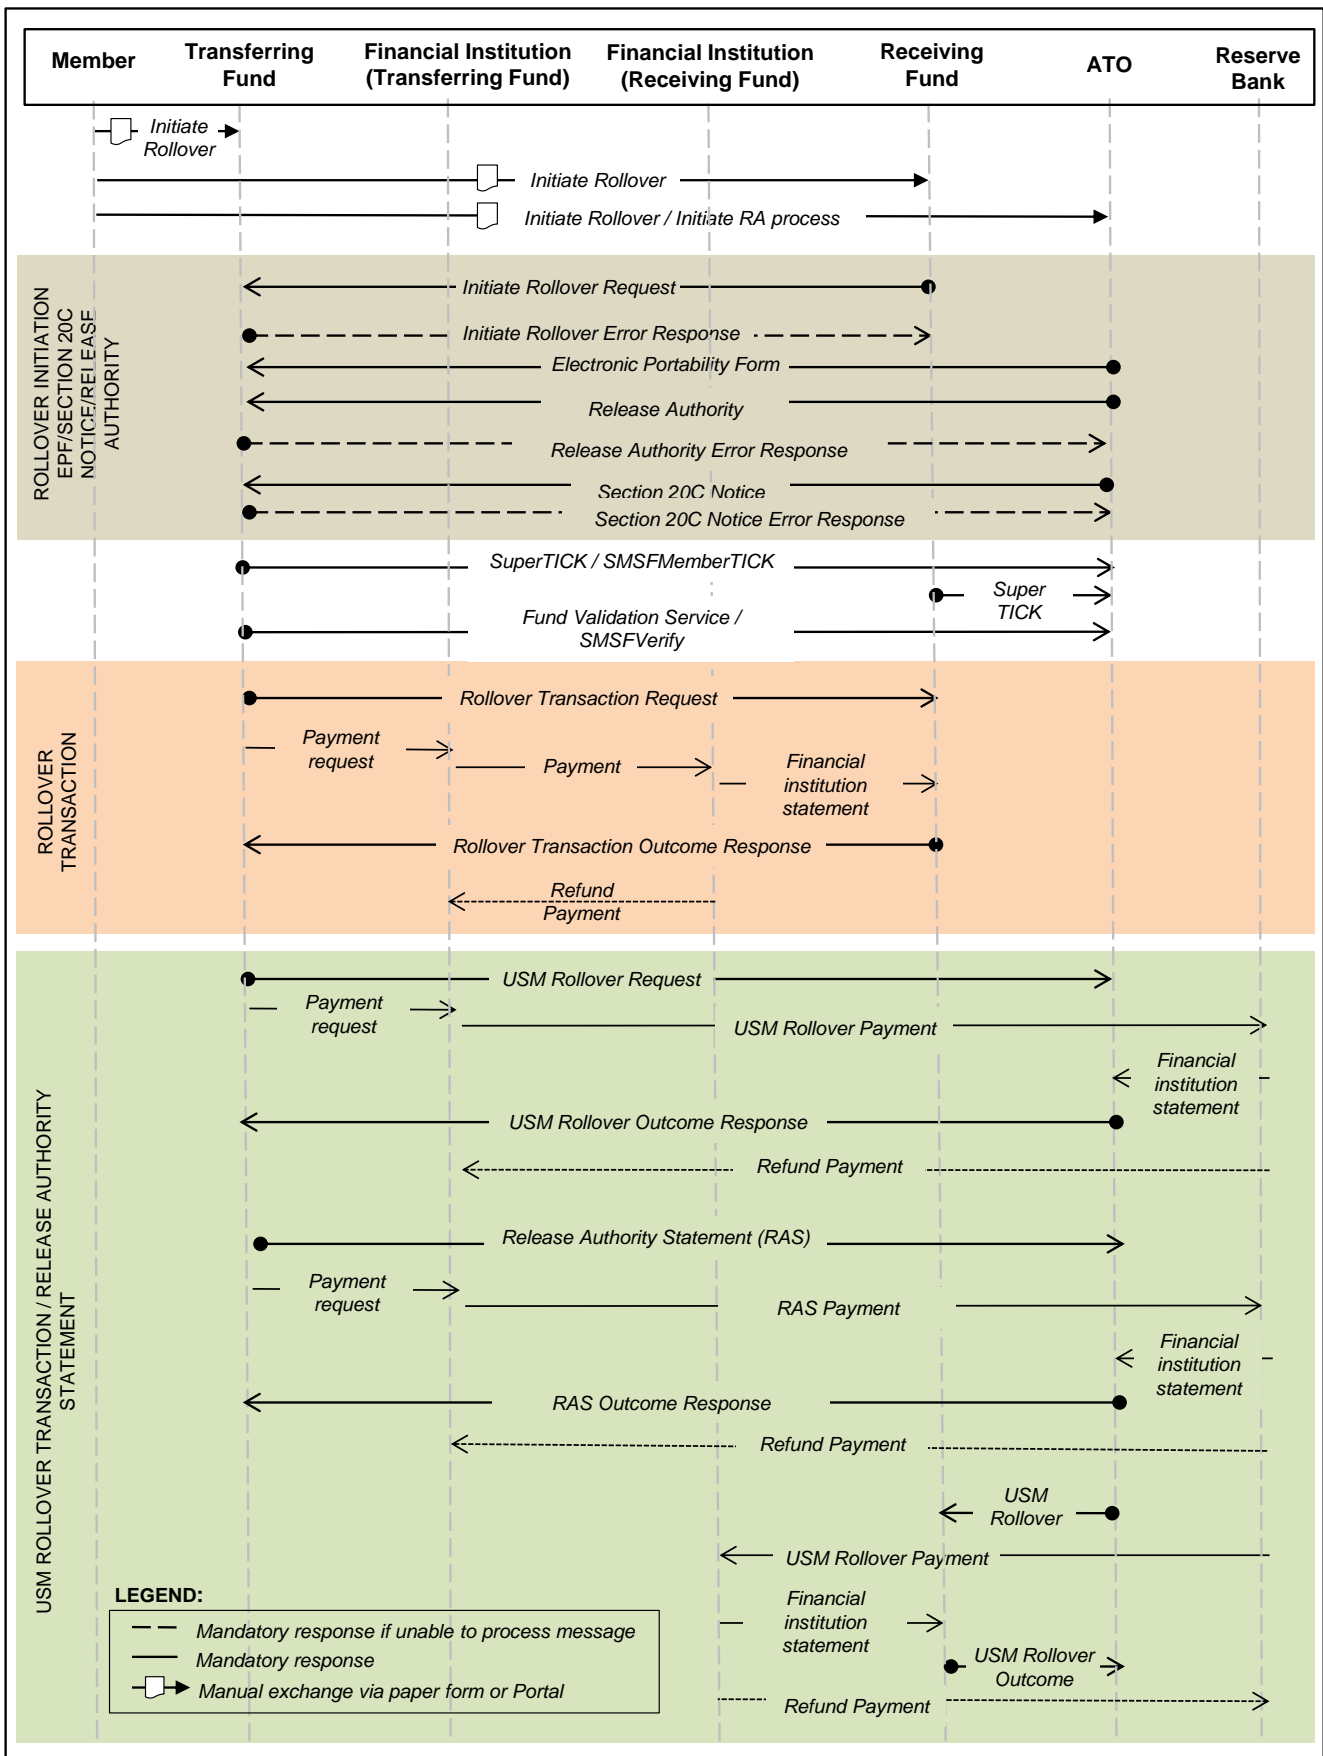 Member
Transferring
Fund
Financial Institution
(Transferring Fund)
Financial Institution
(Receiving Fund)
Receiving
Fund
ATO
Reserve
Bank
Initiate
Rollover
Initiate Rollover
Initiate Rollover / Initiate RA process
ROLLOVER INITIATION
EPF/SECTION 20C
NOTICE/RELEASE
AUTHORITY
Initiate Rollover Request
Initiate Rollover Error Response
Electronic Portability Form
Release Authority
Release Authority Error Response
Section 20C Notice
Section 20C Notice Error Response
SuperTICK / SMSFMemberTICK
Super
TICK
Fund Validation Service /
SMSFVerify
ROLLOVER
TRANSACTION
Rollover Transaction Request
Payment
request
Payment
Financial
institution
statement
Rollover Transaction Outcome Response
Refund
Payment
USM ROLLOVER TRANSACTION / RELEASE AUTHORITY
STATEMENT
USM Rollover Request
Payment
request
USM Rollover Payment
Financial
institution
statement
USM Rollover Outcome Response
Refund Payment
Release Authority Statement (RAS)
Payment
request
RAS Payment
Financial
institution
statement
RAS Outcome Response
Refund Payment
USM
Rollover
USM Rollover Payment
Financial
institution
statement
USM Rollover
Outcome
Refund Payment
LEGEND:
Mandatory response if unable to process message
Mandatory response
Manual exchange via paper form or Portal